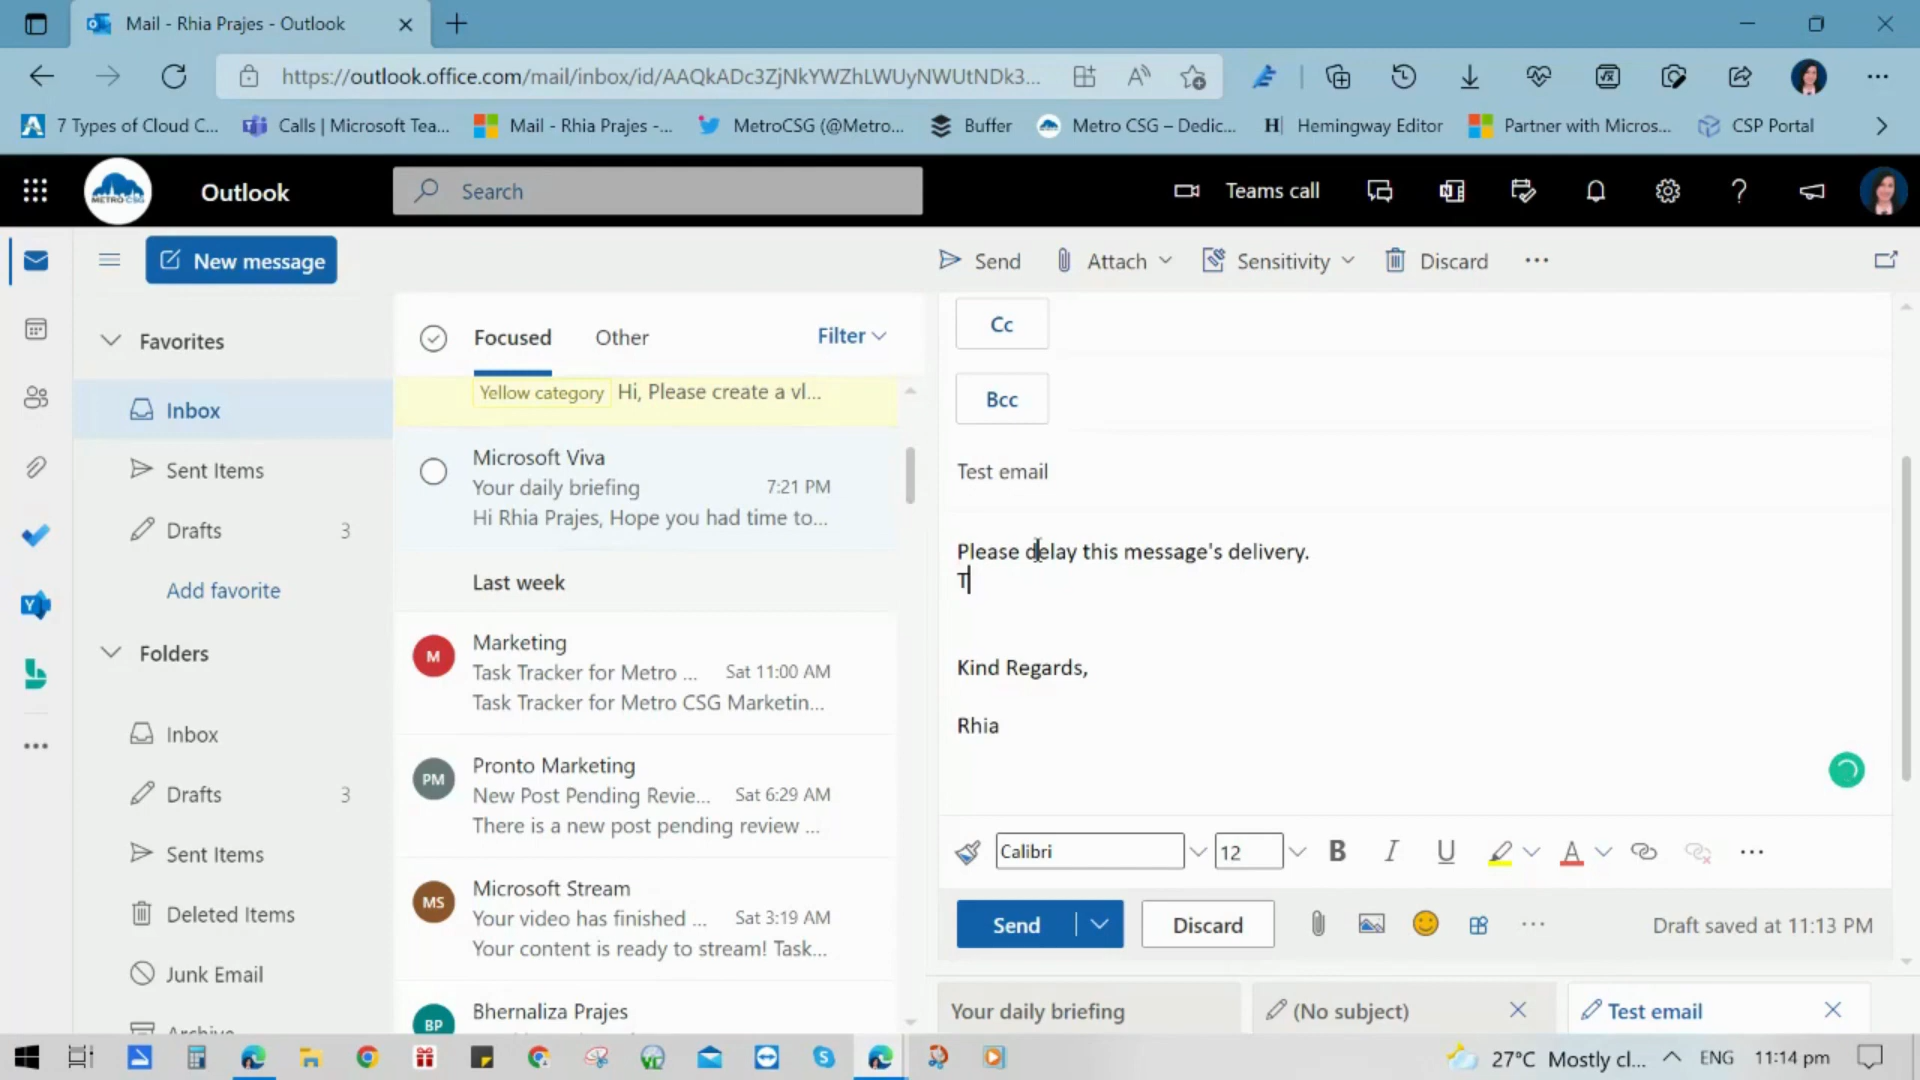 Mail - Rhia Prajes - Outlook
https://outlook.office.com/mail/inbox/id/AAQkADc3ZjNkYWZhLWUyNWUtNDk3...
7 Types of Cloud C...
Calls | Microsoft Tea...
Mail - Rhia Prajes -...
MetroCSG (@Metro...
Buffer
Metro CSG – Dedic...
Hemingway Editor
Partner with Micros...
CSP Portal
METRO CSG
Outlook
Search
Teams call
New message
Send
Attach
Sensitivity
Discard
...
Favorites
Inbox
Sent Items
Drafts 3
Add favorite
Folders
Inbox
Drafts 3
Sent Items
Deleted Items
Junk Email
Archive
Focused
Other
Filter
Yellow category Hi, Please create a vl...
Microsoft Viva
Your daily briefing 7:21 PM
Hi Rhia Prajes, Hope you had time to...
Last week
M
Marketing
Task Tracker for Metro ... Sat 11:00 AM
Task Tracker for Metro CSG Marketin...
PM
Pronto Marketing
New Post Pending Revie... Sat 6:29 AM
There is a new post pending review ...
MS
Microsoft Stream
Your video has finished ... Sat 3:19 AM
Your content is ready to stream! Task...
BP
Bhernaliza Prajes
Cc
Bcc
Test email
Please delay this message's delivery.
T
Kind Regards,
Rhia
Calibri
12
B I U A
Send
Discard
Draft saved at 11:13 PM
Your daily briefing
(No subject)
Test email
27°C Mostly cl...
ENG
11:14 pm